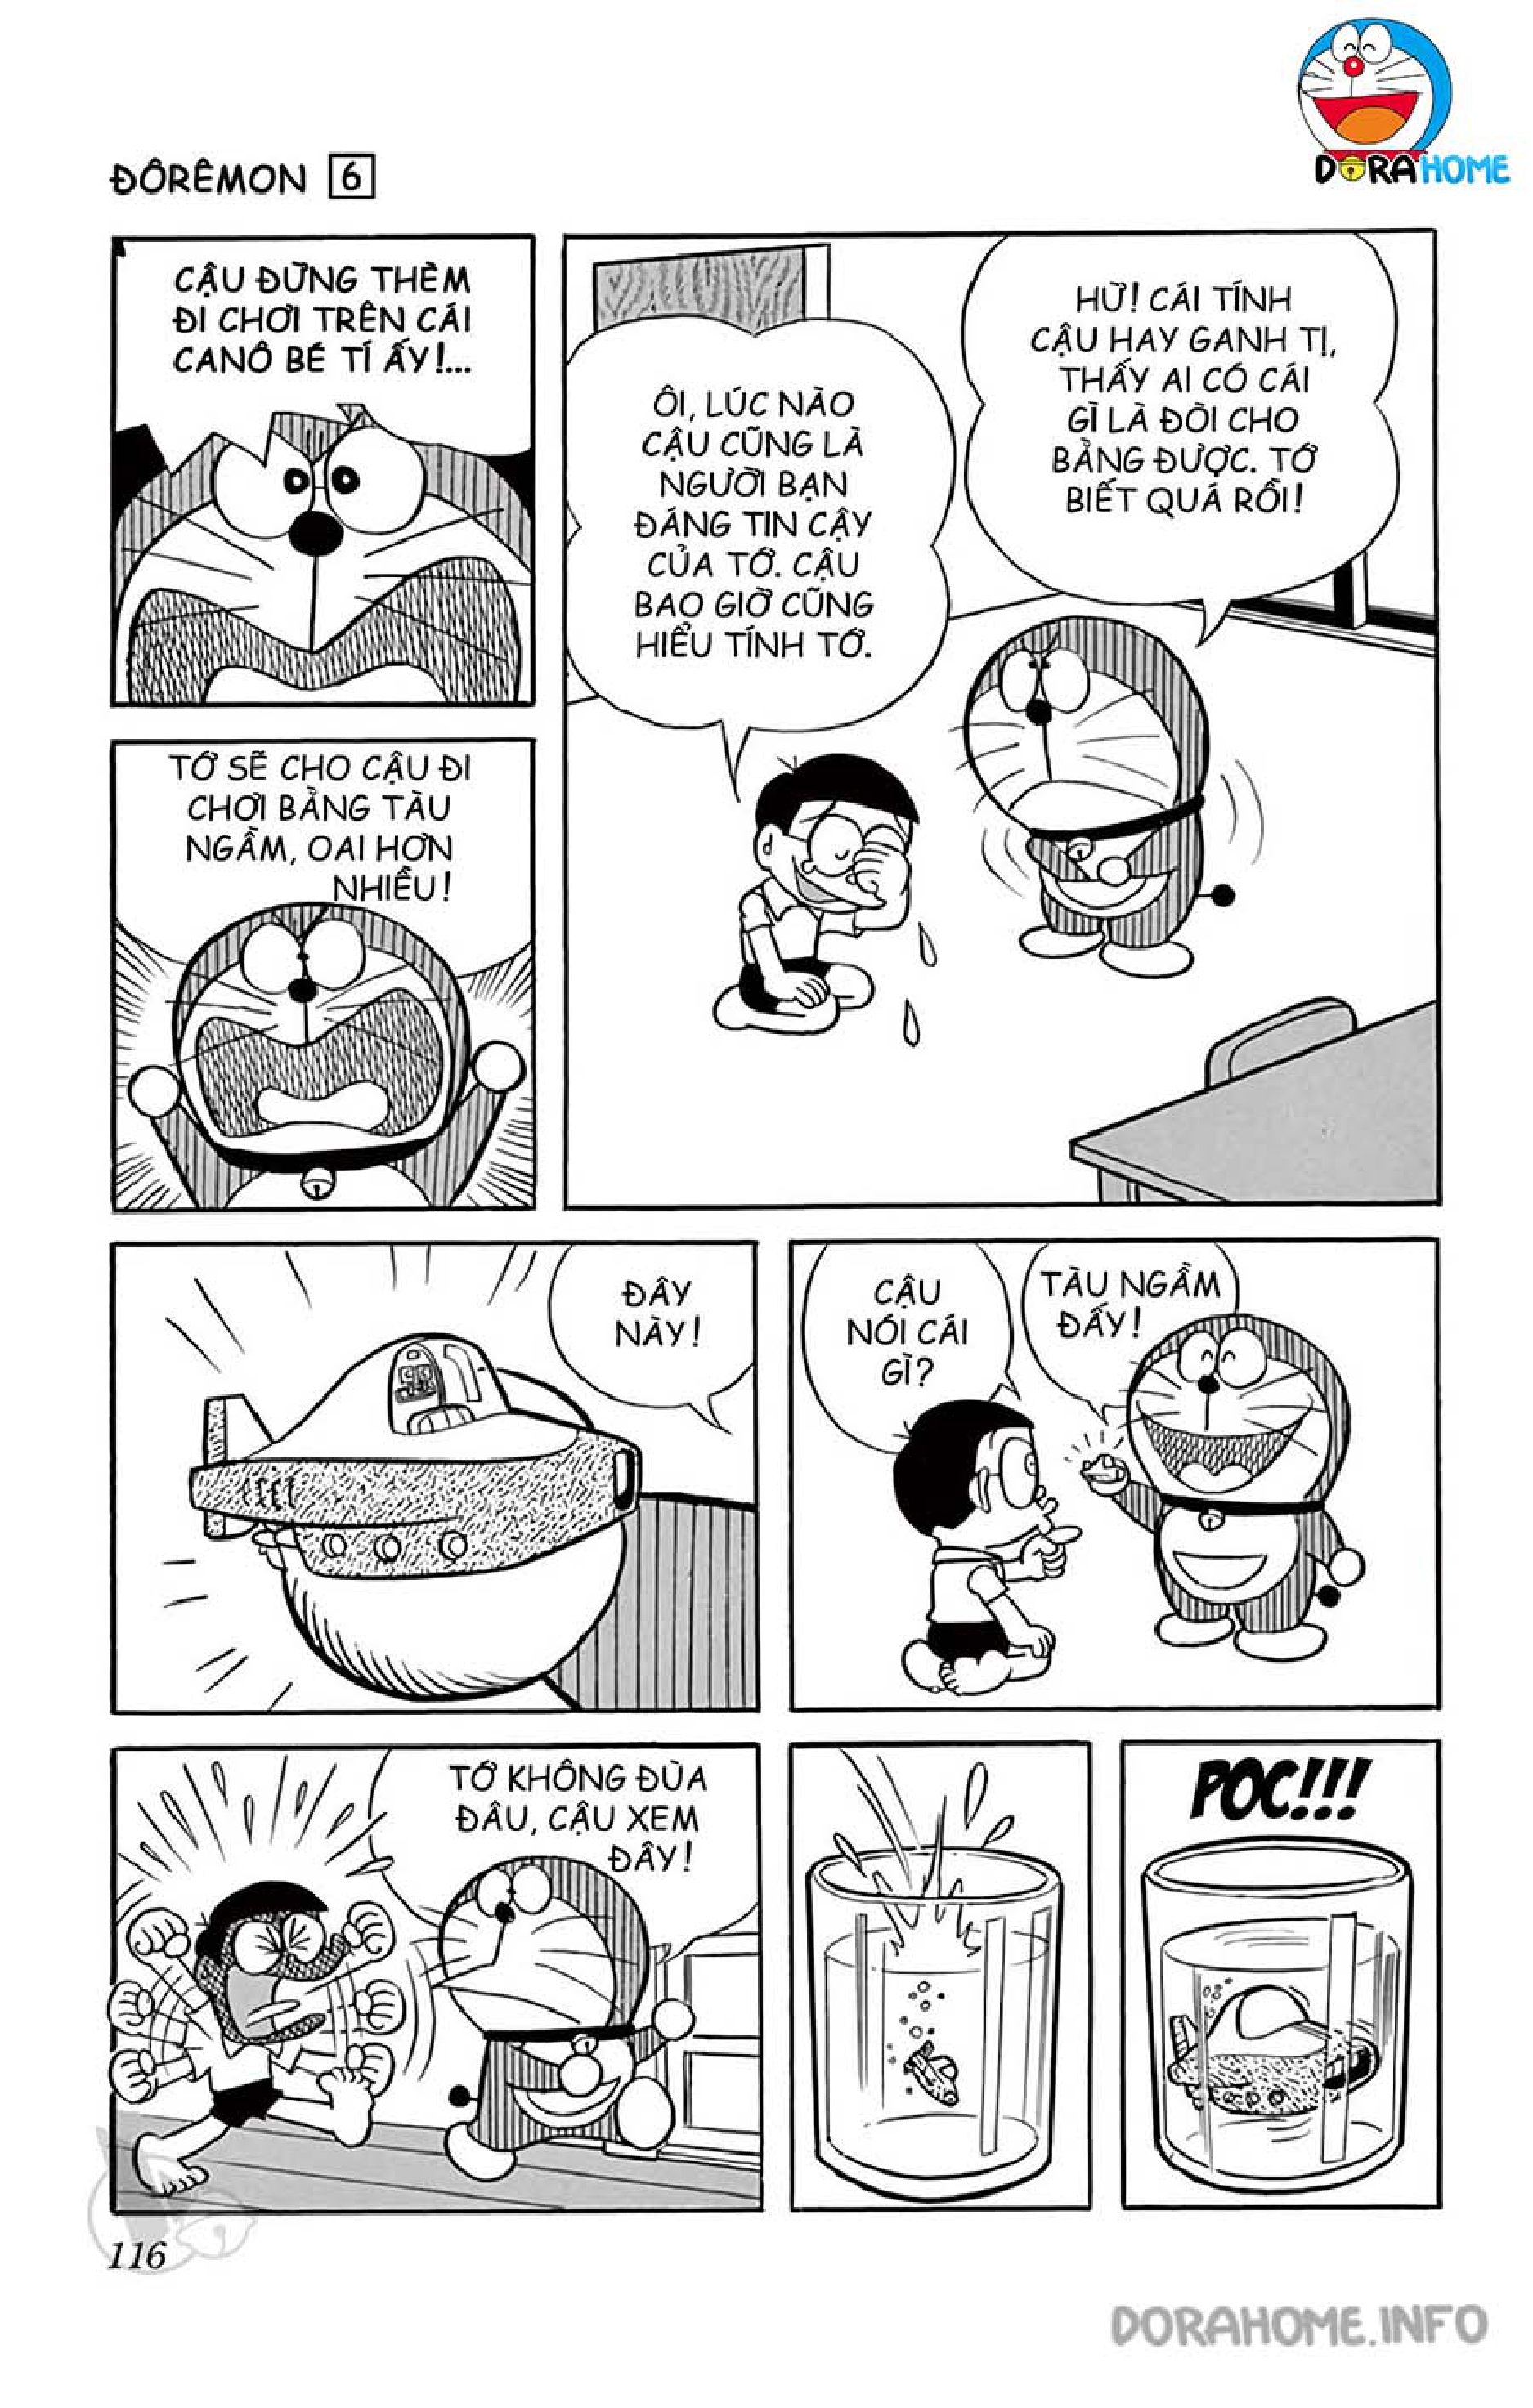 DORAHOME
ĐÔRÊMON 6
CẬU ĐỪNG THÈM
ĐI CHƠI TRÊN CÁI
CANÔ BÉ TÍ ẤY!...
HỪ! CÁI TÍNH
CẬU HAY GANH TỊ,
THẤY AI CÓ CÁI
GÌ LÀ ĐÒI CHO
BẰNG ĐƯỢC. TỚ
BIẾT QUÁ RỒI!
ÔI, LÚC NÀO
CẬU CŨNG LÀ
NGƯỜI BẠN
ĐÁNG TIN CẬY
CỦA TỚ. CẬU
BAO GIỜ CŨNG
HIỂU TÍNH TỚ.
TỚ SẼ CHO CẬU ĐI
CHƠI BẰNG TÀU
NGẦM, OAI HƠN
NHIỀU!
ĐÂY
NÀY!
CẬU
NÓI CÁI
GÌ?
TÀU NGẦM
ĐẤY!
TỚ KHÔNG ĐÙA
ĐÂU, CẬU XEM
ĐÂY!
POC!!!
116
DORAHOME.INFO